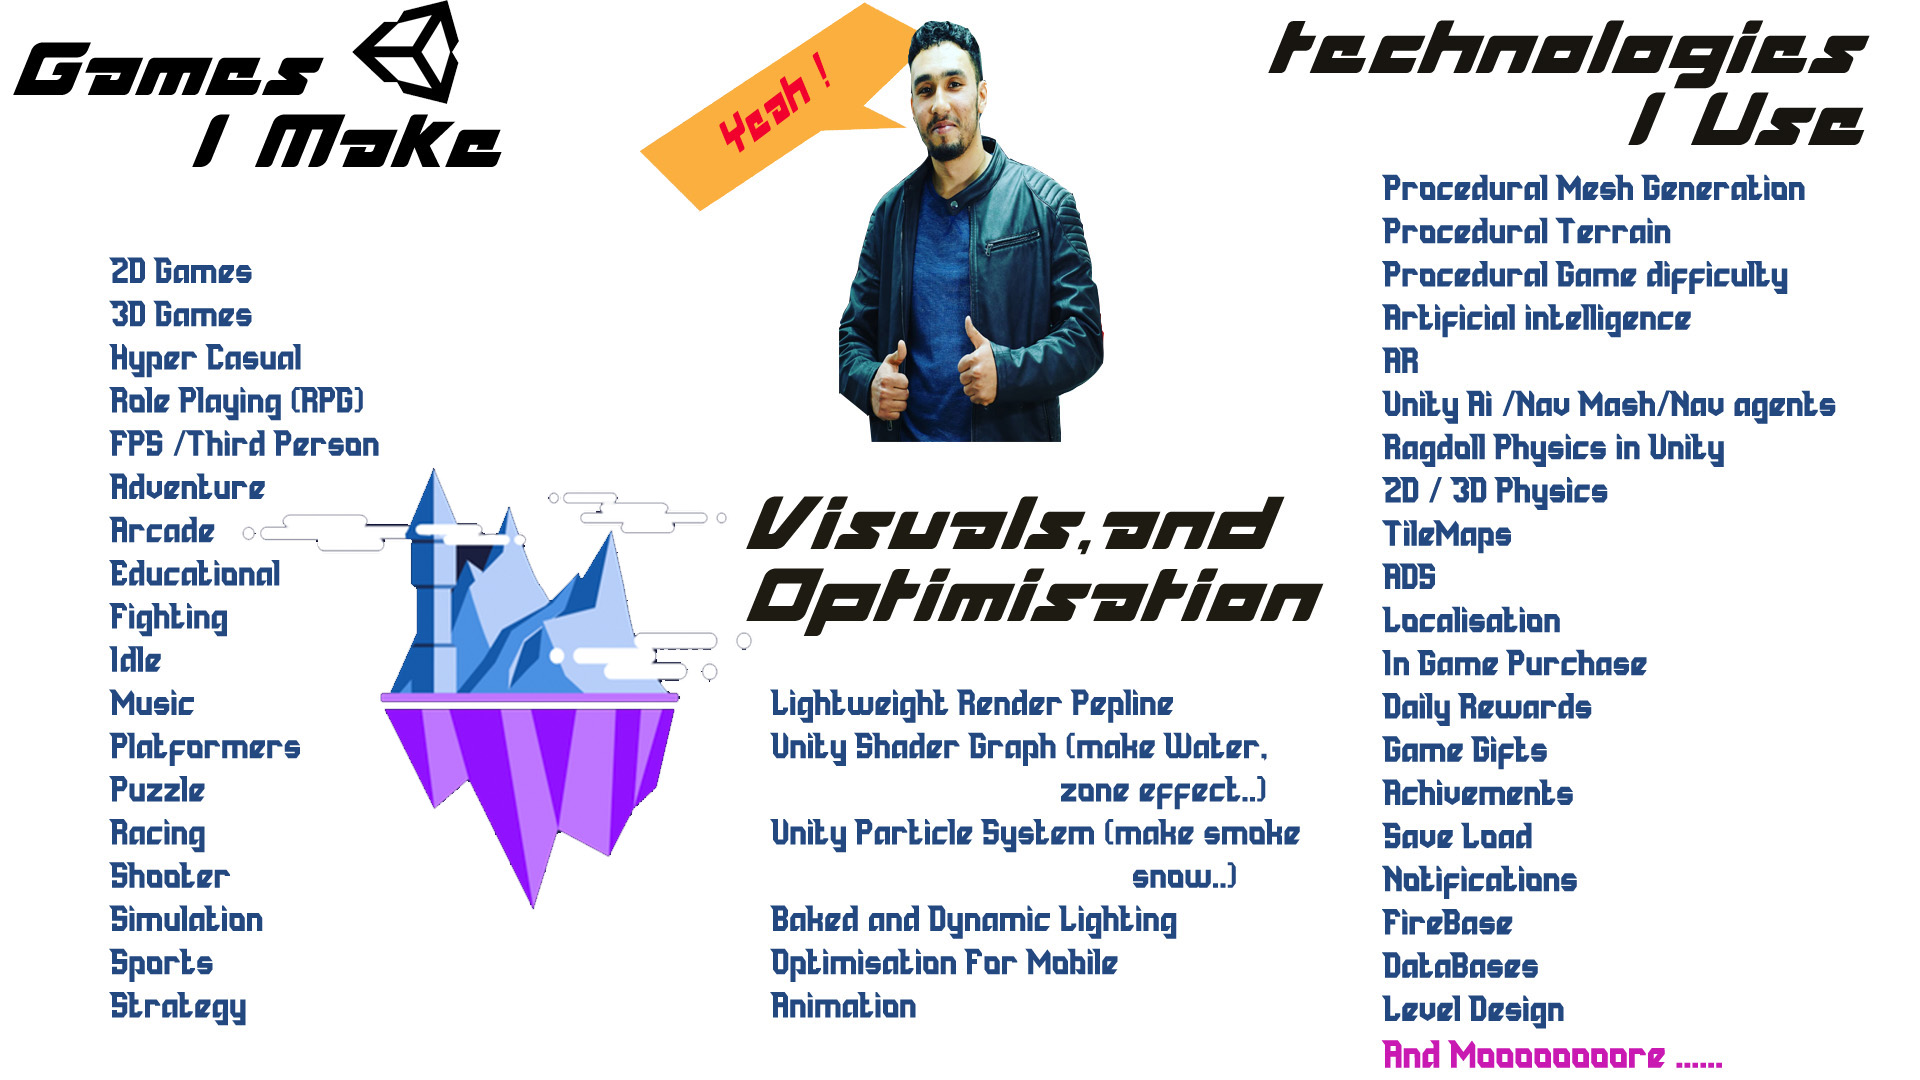 Games
I Make
2D Games
3D Games
Hyper Casual
Role Playing (RPG)
FPS /Third Person
Adventure
Arcade
Educational
Fighting
Idle
Music
Platformers
Puzzle
Racing
Shooter
Simulation
Sports
Strategy
Yeah !
Visuals,and
Optimisation
Lightweight Render Pepline
Unity Shader Graph (make Water,
zone effect..)
Unity Particle System (make smoke
snow..)
Baked and Dynamic Lighting
Optimisation For Mobile
Animation
technologies
I Use
Procedural Mesh Generation
Procedural Terrain
Procedural Game difficulty
Artificial intelligence
AR
Unity Ai /Nav Mash/Nav agents
Ragdoll Physics in Unity
2D / 3D Physics
TileMaps
ADS
Localisation
In Game Purchase
Daily Rewards
Game Gifts
Achivements
Save Load
Notifications
FireBase
DataBases
Level Design
And Mooooooooore ......